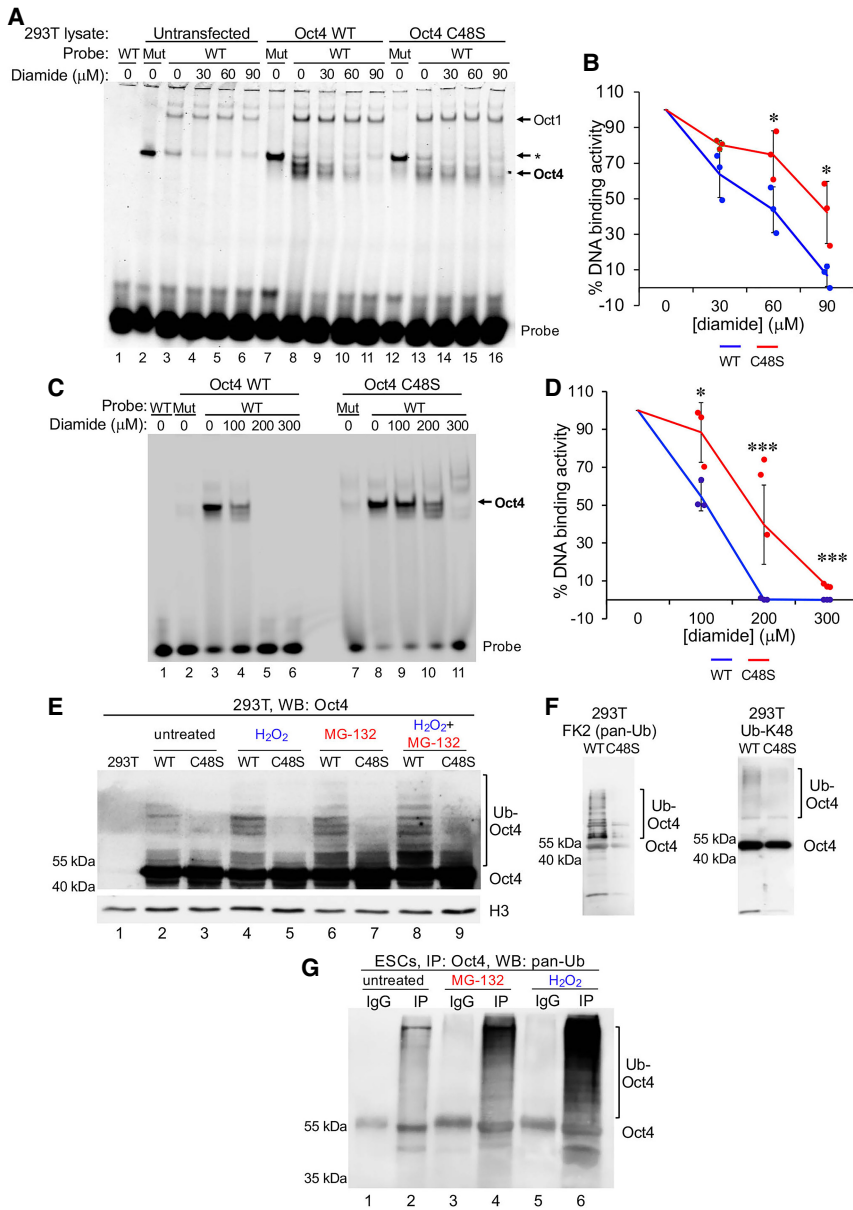 A
293T lysate: Untransfected Oct4 WT Oct4 C48S
Probe: WT Mut WT Mut WT Mut WT
Diamide (μM): 0 0 0 30 60 90 0 0 30 60 90 0 0 30 60 90
Oct1
*
* Oct4
Probe
1 2 3 4 5 6 7 8 9 10 11 12 13 14 15 16
B
% DNA binding activity
110
90
70
50
30
10
-10
* *
0 30 60 90
[diamide] (μM)
WT C48S
C
Oct4 WT Oct4 C48S
Probe: WT Mut WT Mut WT
Diamide (μM): 0 0 0 100 200 300 0 0 100 200 300
Oct4
Probe
1 2 3 4 5 6 7 8 9 10 11
D
% DNA binding activity
110
90
70
50
30
10
-10
* *** ***
0 100 200 300
[diamide] (μM)
WT C48S
E
293T, WB: Oct4
untreated H2O2 MG-132 H2O2+
MG-132
293T WT C48S WT C48S WT C48S WT C48S
Ub-
Oct4
55 kDa
Oct4
40 kDa
H3
1 2 3 4 5 6 7 8 9
F
293T
FK2 (pan-Ub)
WT C48S
Ub-
Oct4
55 kDa
Oct4
40 kDa
293T
Ub-K48
WT C48S
Ub-
Oct4
55 kDa
Oct4
40 kDa
G
ESCs, IP: Oct4, WB: pan-Ub
untreated MG-132 H2O2
IgG IP IgG IP IgG IP
Ub-
Oct4
55 kDa
Oct4
35 kDa
1 2 3 4 5 6